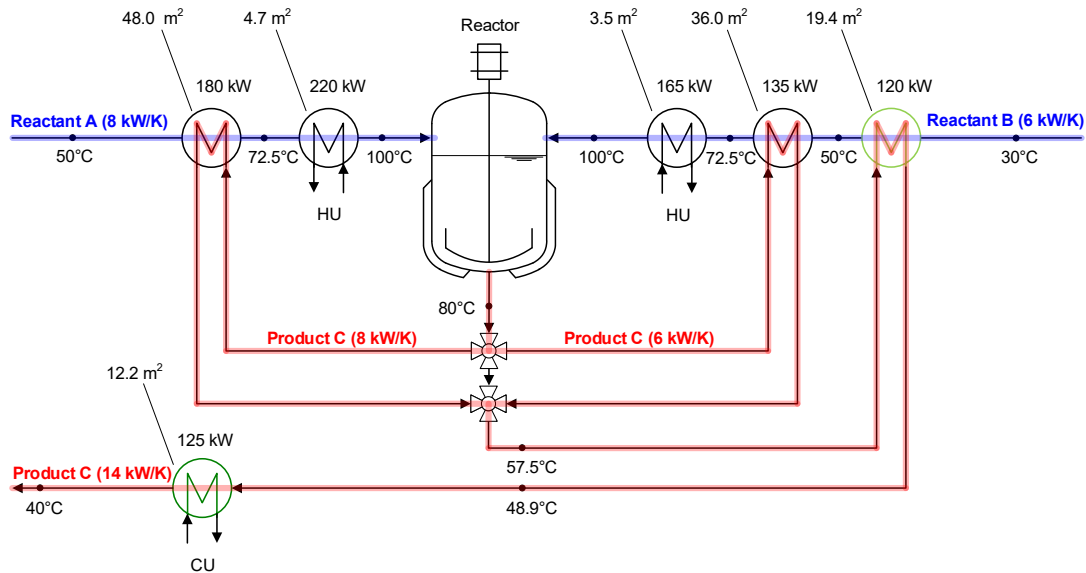 48.0 m²
4.7 m²
Reactor
3.5 m²
36.0 m²
19.4 m²
180 kW
220 kW
165 kW
135 kW
120 kW
Reactant A (8 kW/K)
Reactant B (6 kW/K)
50°C
72.5°C
100°C
100°C
72.5°C
50°C
30°C
HU
HU
80°C
Product C (8 kW/K)
Product C (6 kW/K)
12.2 m²
125 kW
57.5°C
Product C (14 kW/K)
40°C
48.9°C
CU